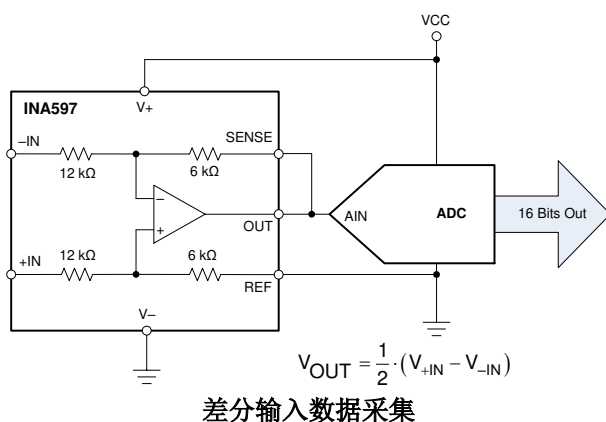 VCC
INA597
V+
–IN
SENSE
12 kΩ
6 kΩ
–
+
OUT
AIN
ADC
16 Bits Out
+IN
12 kΩ
6 kΩ
REF
V–
V_OUT = 1/2 · (V_+IN − V_−IN)
差分输入数据采集